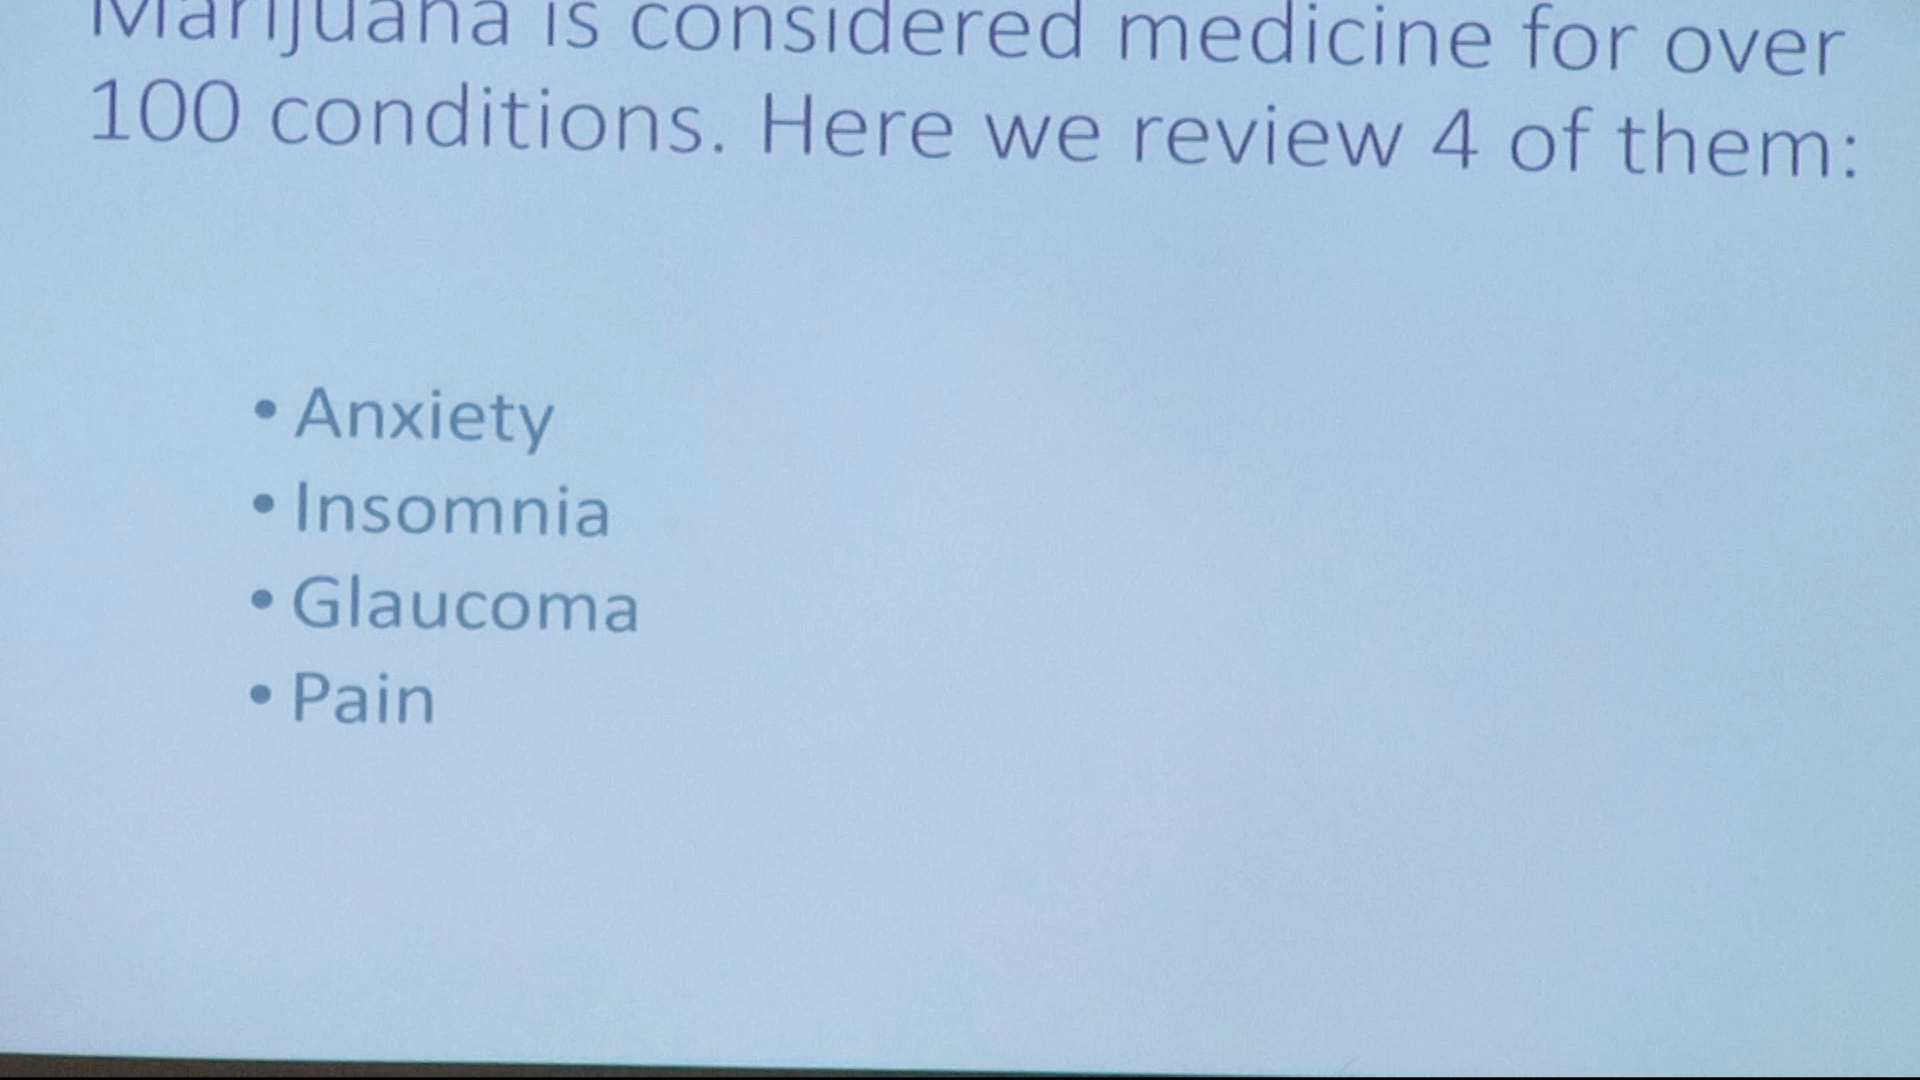 Marijuana is considered medicine for over
100 conditions. Here we review 4 of them:
• Anxiety
• Insomnia
• Glaucoma
• Pain